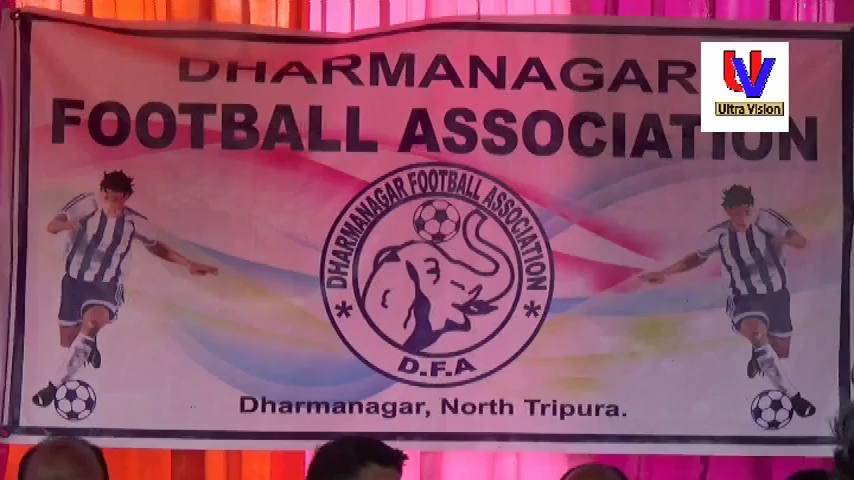 DHARMANAGAR
FOOTBALL ASSOCIATION
UV
Ultra Vision
DHARMANAGAR FOOTBALL ASSOCIATION
* *
D.F.A
Dharmanagar, North Tripura.